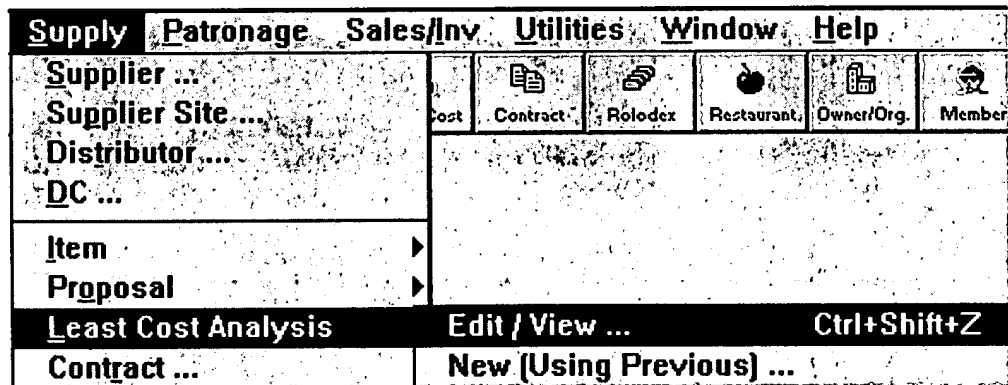 Supply Patronage Sales/Inv Utilities Window Help
Supplier ...
Supplier Site ...
Distributor ...
DC ...
Cost Contract Rolodex Restaurant Owner/Org. Member
Item
Proposal
Least Cost Analysis
Contract ...
Edit / View ... Ctrl+Shift+Z
New (Using Previous) ...